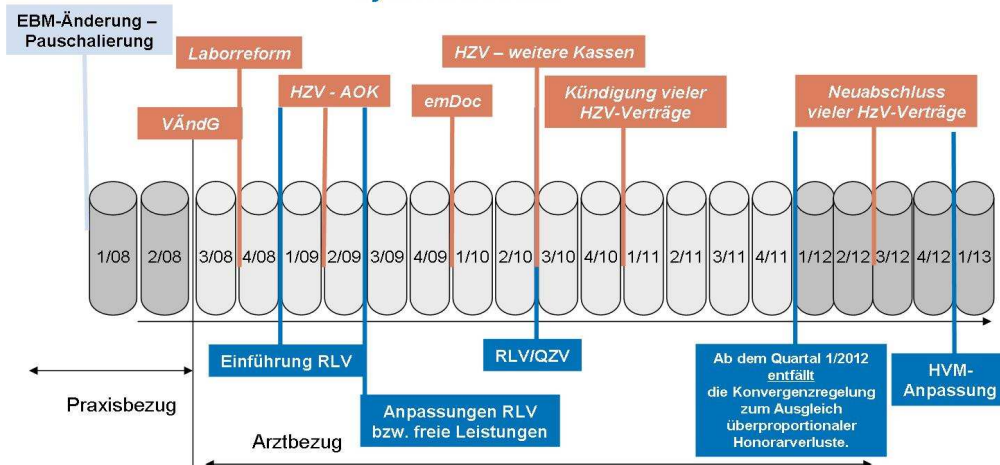 EBM-Änderung –
Pauschalierung
Laborreform
HZV – weitere Kassen
HZV - AOK
emDoc
Kündigung vieler
HZV-Verträge
Neuabschluss
vieler HzV-Verträge
VÄndG
1/08
2/08
3/08
4/08
1/09
2/09
3/09
4/09
1/10
2/10
3/10
4/10
1/11
2/11
3/11
4/11
1/12
2/12
3/12
4/12
1/13
Einführung RLV
RLV/QZV
Ab dem Quartal 1/2012
entfällt
die Konvergenzregelung
zum Ausgleich
überproportionaler
Honorarverluste.
HVM-
Anpassung
Praxisbezug
Anpassungen RLV
bzw. freie Leistungen
Arztbezug